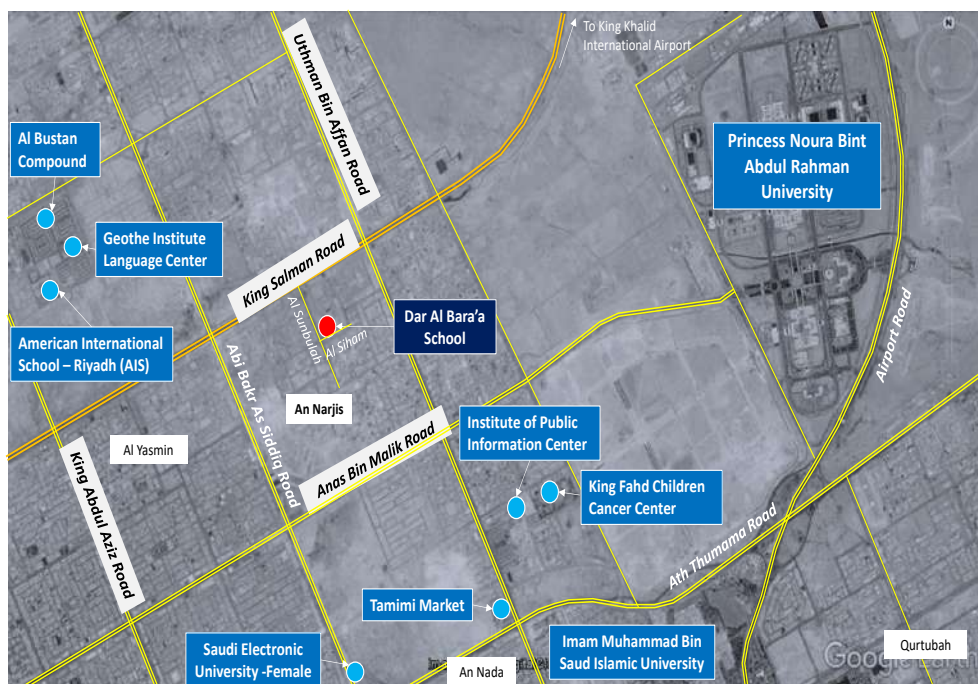 To King Khalid
International Airport
N
Uthman Bin Affan Road
Al Bustan
Compound
Princess Noura Bint
Abdul Rahman
University
Geothe Institute
Language Center
King Salman Road
Al Sunbulah
Al Siham
Dar Al Bara’a
School
American International
School – Riyadh (AIS)
Airport Road
Abi Bakr As Siddiq Road
An Narjis
Al Yasmin
Institute of Public
Information Center
Anas Bin Malik Road
King Fahd Children
Cancer Center
King Abdul Aziz Road
Ath Thumama Road
Tamimi Market
Saudi Electronic
University -Female
An Nada
Imam Muhammad Bin
Saud Islamic University
Qurtubah
Google Earth